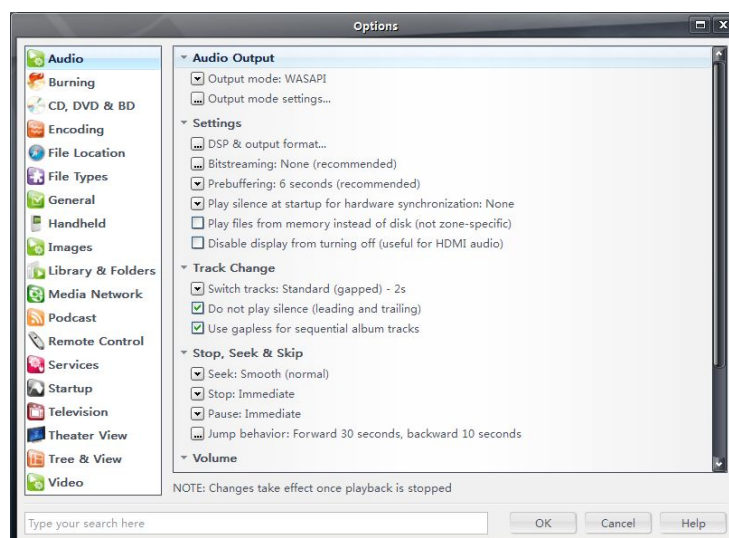 Options
Audio
Burning
CD, DVD & BD
Encoding
File Location
File Types
General
Handheld
Images
Library & Folders
Media Network
Podcast
Remote Control
Services
Startup
Television
Theater View
Tree & View
Video
Audio Output
Output mode: WASAPI
Output mode settings...
Settings
DSP & output format...
Bitstreaming: None (recommended)
Prebuffering: 6 seconds (recommended)
Play silence at startup for hardware synchronization: None
Play files from memory instead of disk (not zone-specific)
Disable display from turning off (useful for HDMI audio)
Track Change
Switch tracks: Standard (gapped) - 2s
Do not play silence (leading and trailing)
Use gapless for sequential album tracks
Stop, Seek & Skip
Seek: Smooth (normal)
Stop: Immediate
Pause: Immediate
Jump behavior: Forward 30 seconds, backward 10 seconds
Volume
NOTE: Changes take effect once playback is stopped
Type your search here
OK
Cancel
Help